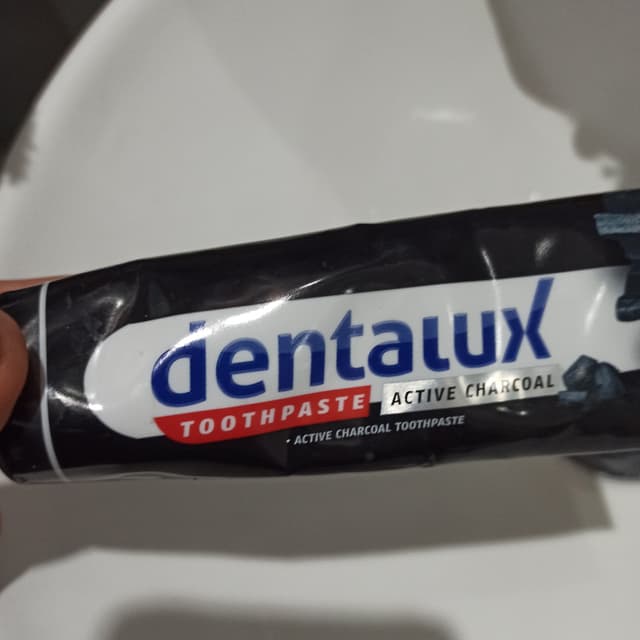 dentalux
TOOTHPASTE
ACTIVE CHARCOAL
• ACTIVE CHARCOAL TOOTHPASTE